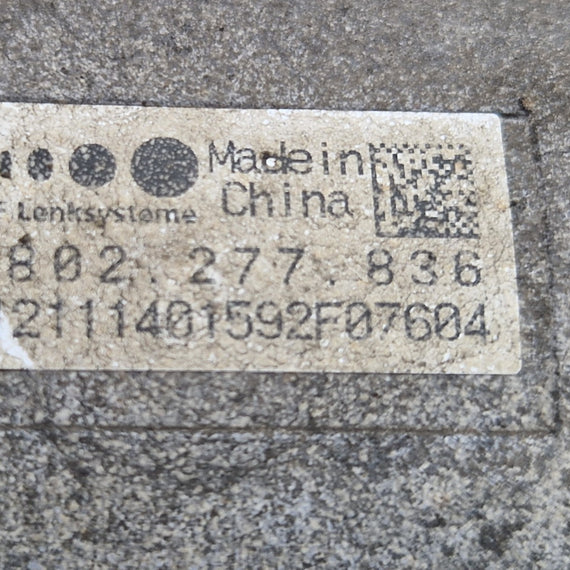 Made in
China
F Lenksysteme
802.277.836
2111401592F07604